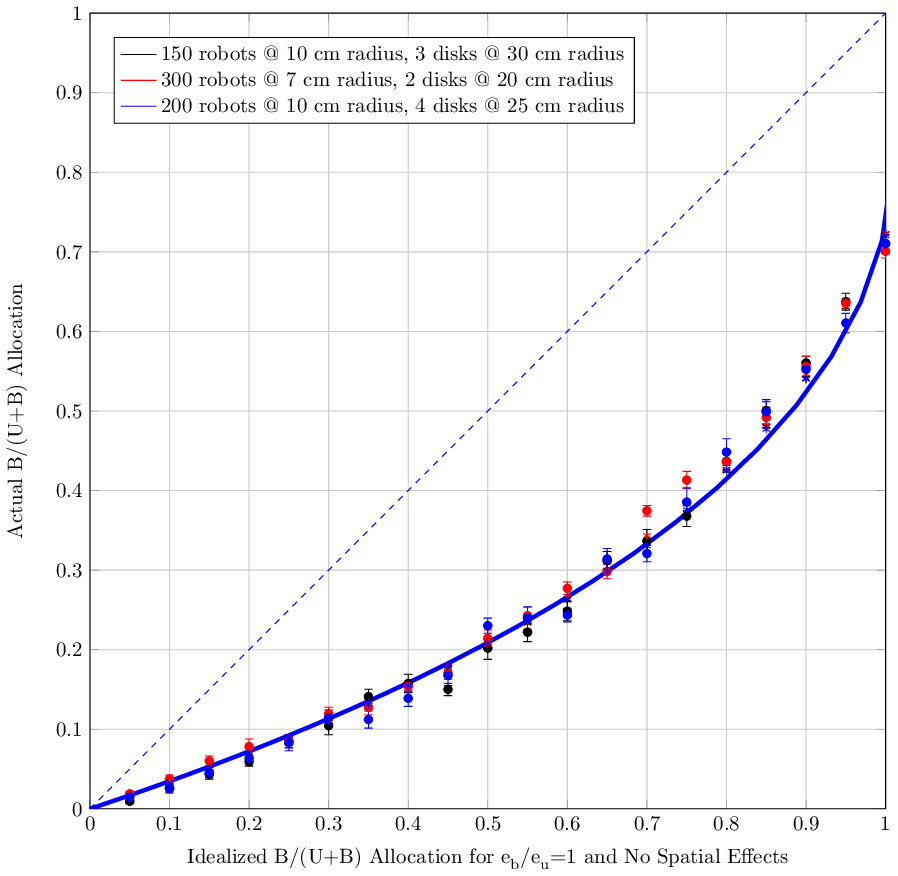 1
0.9
0.8
0.7
0.6
0.5
0.4
0.3
0.2
0.1
0
150 robots @ 10 cm radius, 3 disks @ 30 cm radius
300 robots @ 7 cm radius, 2 disks @ 20 cm radius
200 robots @ 10 cm radius, 4 disks @ 25 cm radius
Actual B/(U+B) Allocation
0 0.1 0.2 0.3 0.4 0.5 0.6 0.7 0.8 0.9 1
Idealized B/(U+B) Allocation for e_b/e_u=1 and No Spatial Effects